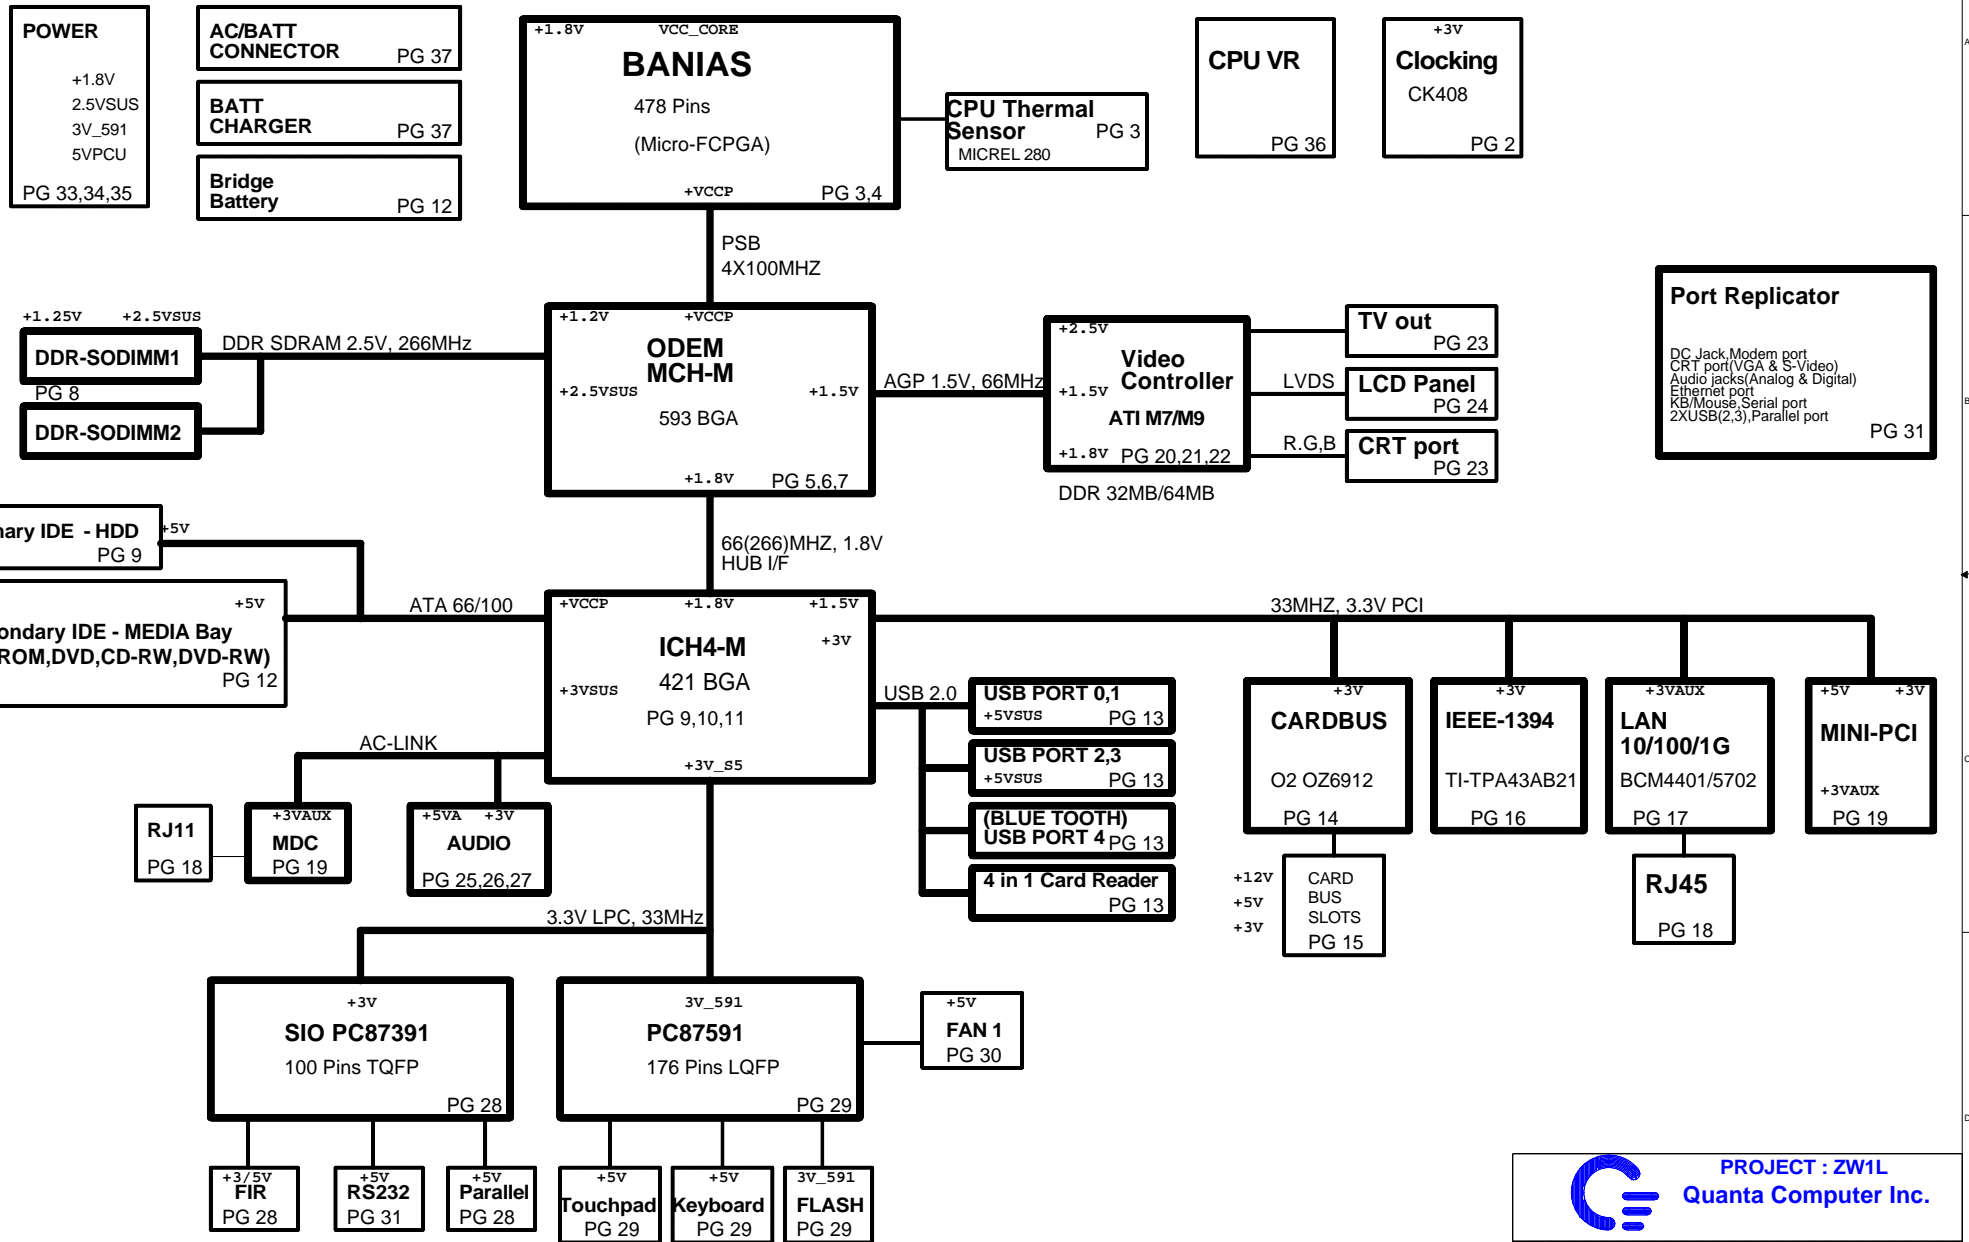 POWER
+1.8V
2.5VSUS
3V_591
5VPCU
PG 33,34,35
AC/BATT
CONNECTOR
PG 37
BATT
CHARGER
PG 37
Bridge
Battery
PG 12
+1.8V
VCC_CORE
BANIAS
478 Pins
(Micro-FCPGA)
+VCCP
PG 3,4
CPU Thermal
Sensor
PG 3
MICREL 280
CPU VR
PG 36
+3V
Clocking
CK408
PG 2
PSB
4X100MHZ
+1.25V
+2.5VSUS
DDR-SODIMM1
PG 8
DDR-SODIMM2
DDR SDRAM 2.5V, 266MHz
+1.2V
+VCCP
ODEM
MCH-M
+2.5VSUS
+1.5V
593 BGA
+1.8V
PG 5,6,7
AGP 1.5V, 66MHz
+2.5V
Video
Controller
+1.5V
ATI M7/M9
+1.8V
PG 20,21,22
DDR 32MB/64MB
TV out
PG 23
LVDS
LCD Panel
PG 24
R.G,B
CRT port
PG 23
Port Replicator
DC Jack,Modem port
CRT port(VGA & S-Video)
Audio jacks(Analog & Digital)
Ethernet port
KB/Mouse,Serial port
2XUSB(2,3),Parallel port
PG 31
mary IDE - HDD
PG 9
+5V
66(266)MHZ, 1.8V
HUB I/F
+5V
ondary IDE - MEDIA Bay
ROM,DVD,CD-RW,DVD-RW)
PG 12
ATA 66/100
+VCCP
+1.8V
+1.5V
+3V
ICH4-M
+3VSUS
421 BGA
PG 9,10,11
+3V_S5
33MHZ, 3.3V PCI
USB 2.0
USB PORT 0,1
+5VSUS
PG 13
USB PORT 2,3
+5VSUS
PG 13
(BLUE TOOTH)
USB PORT 4
PG 13
4 in 1 Card Reader
PG 13
+3V
CARDBUS
O2 OZ6912
PG 14
+3V
IEEE-1394
TI-TPA43AB21
PG 16
+3VAUX
LAN
10/100/1G
BCM4401/5702
PG 17
+5V
+3V
MINI-PCI
+3VAUX
PG 19
AC-LINK
RJ11
PG 18
+3VAUX
MDC
PG 19
+5VA
+3V
AUDIO
PG 25,26,27
+12V
+5V
+3V
CARD
BUS
SLOTS
PG 15
RJ45
PG 18
3.3V LPC, 33MHz
+3V
SIO PC87391
100 Pins TQFP
PG 28
3V_591
PC87591
176 Pins LQFP
PG 29
+5V
FAN 1
PG 30
+3/5V
FIR
PG 28
+5V
RS232
PG 31
+5V
Parallel
PG 28
+5V
Touchpad
PG 29
+5V
Keyboard
PG 29
3V_591
FLASH
PG 29
PROJECT : ZW1L
Quanta Computer Inc.
A
B
C
D